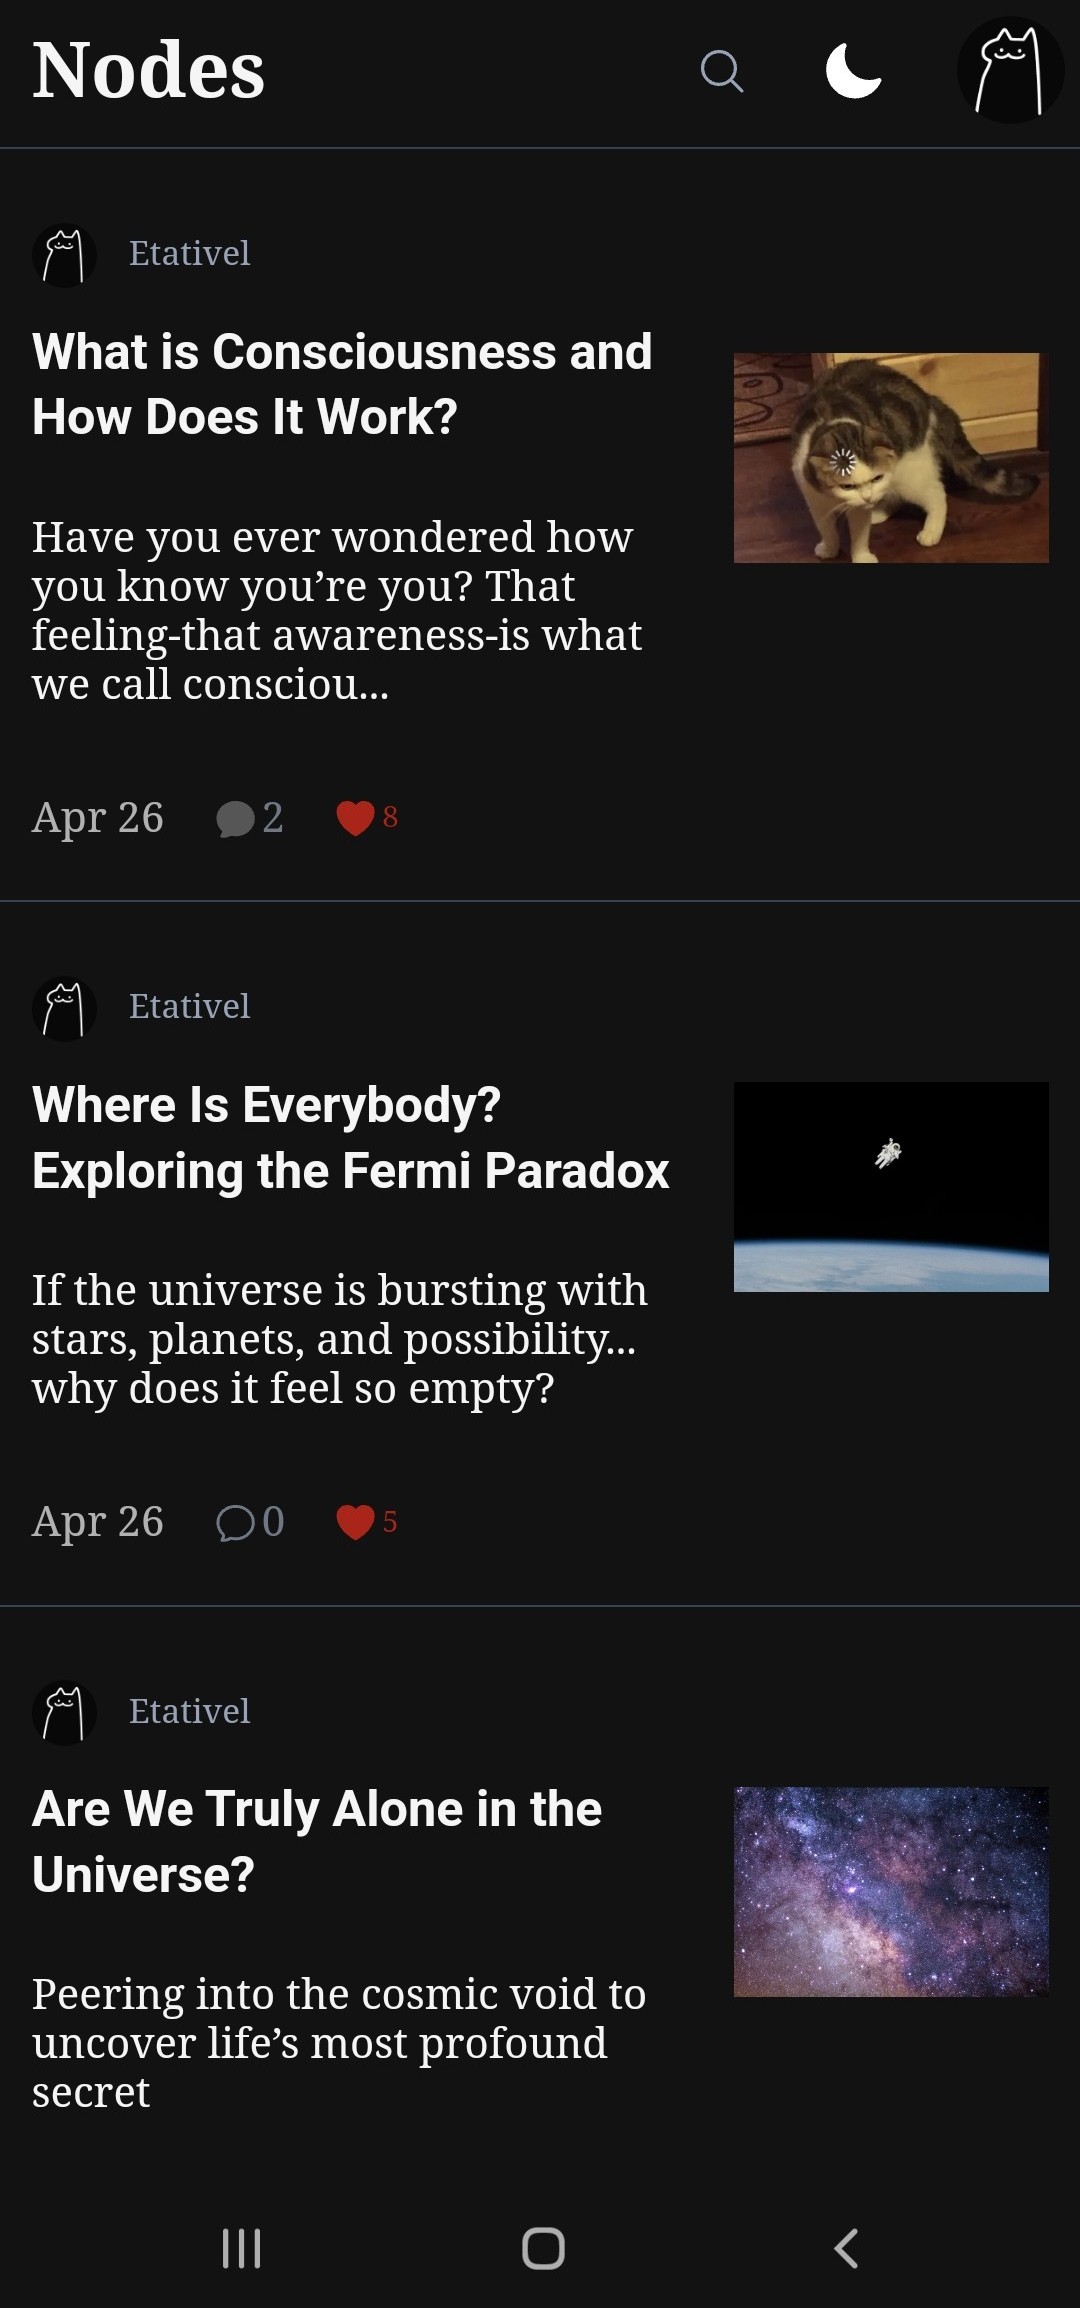 Nodes
Etativel
What is Consciousness and
How Does It Work?
Have you ever wondered how
you know you’re you? That
feeling-that awareness-is what
we call consciou...
Apr 26 2 8
Etativel
Where Is Everybody?
Exploring the Fermi Paradox
If the universe is bursting with
stars, planets, and possibility...
why does it feel so empty?
Apr 26 0 5
Etativel
Are We Truly Alone in the
Universe?
Peering into the cosmic void to
uncover life’s most profound
secret